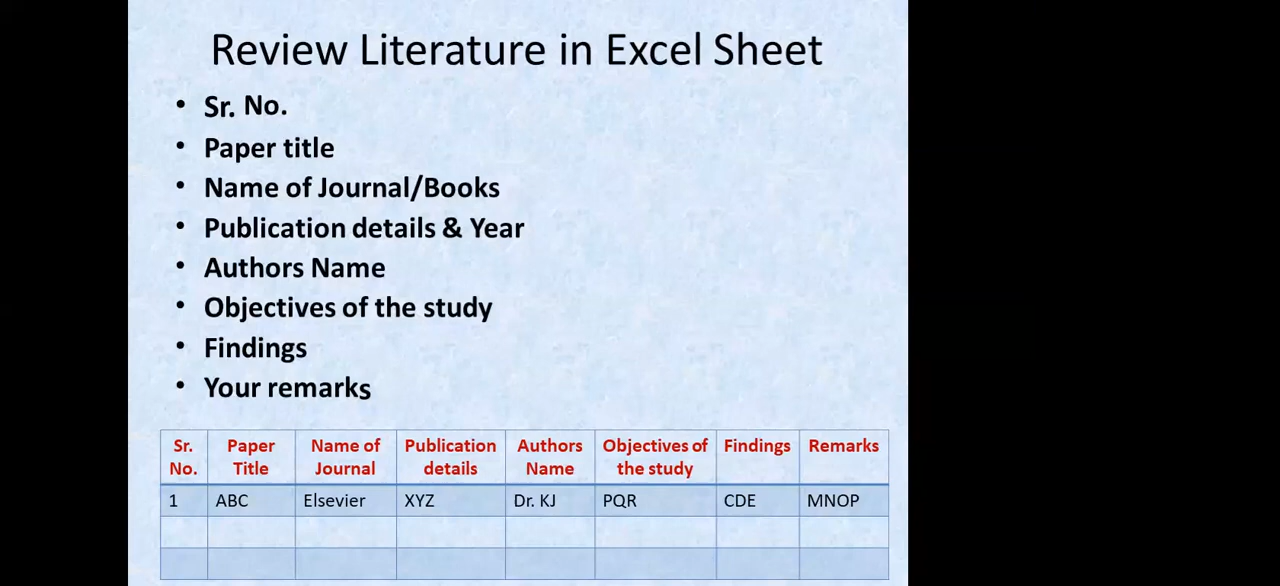 Review Literature in Excel Sheet
• Sr. No.
• Paper title
• Name of Journal/Books
• Publication details & Year
• Authors Name
• Objectives of the study
• Findings
• Your remarks
Sr. No. Paper Title Name of Journal Publication details Authors Name Objectives of the study Findings Remarks
1 ABC Elsevier XYZ Dr. KJ PQR CDE MNOP